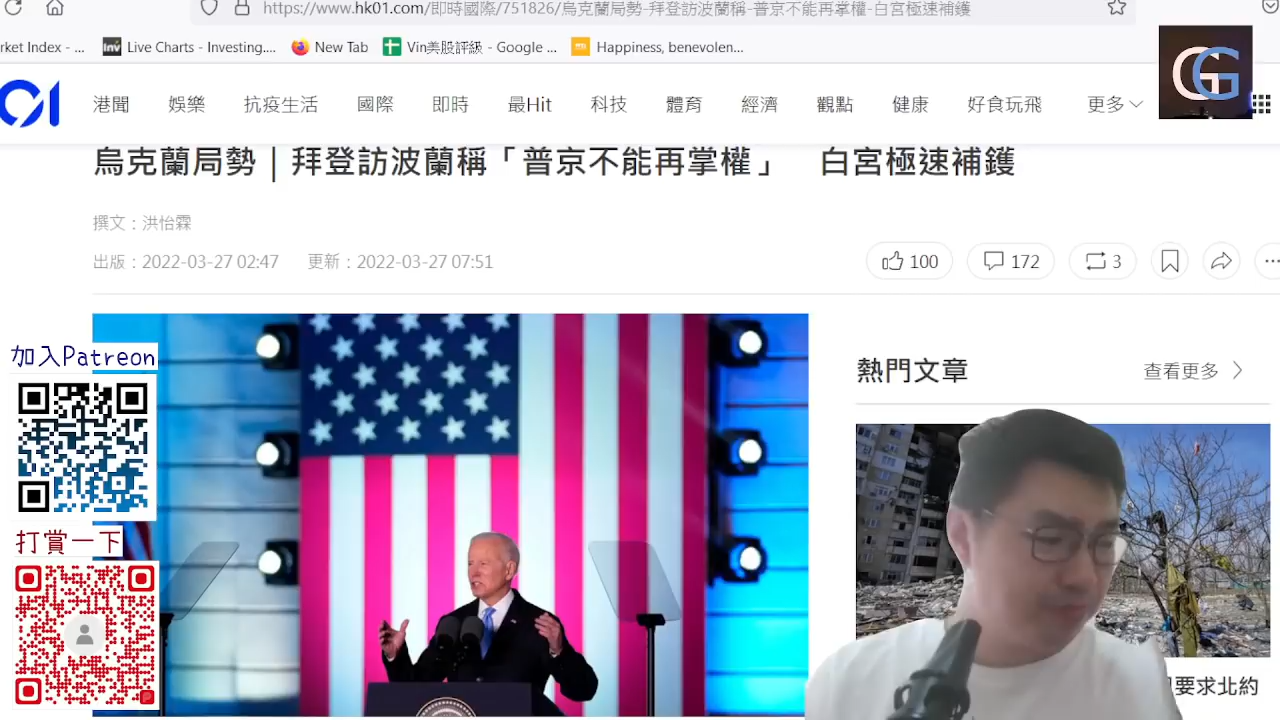 https://www.hk01.com/即時國際/751826/烏克蘭局勢-拜登訪波蘭稱-普京不能再掌權-白宮極速補鑊
rket Index - ... Inv Live Charts - Investing.... New Tab Vin美股評級 - Google ... Happiness, benevolen...
GG
01 港聞 娛樂 抗疫生活 國際 即時 最Hit 科技 體育 經濟 觀點 健康 好食玩飛 更多
烏克蘭局勢｜拜登訪波蘭稱「普京不能再掌權」 白宮極速補鑊
撰文：洪怡霖
出版：2022-03-27 02:47 更新：2022-03-27 07:51
100 172 3
加入Patreon
打賞一下
熱門文章 查看更多
要求北約